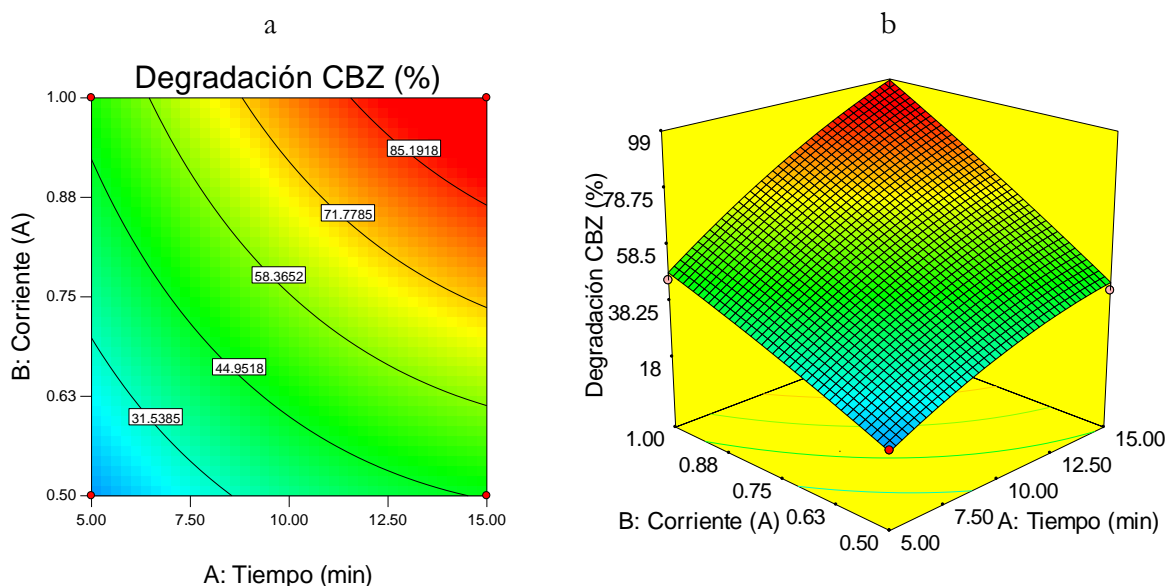 a
Degradación CBZ (%)
B: Corriente (A)
1.00
0.88
0.75
0.63
0.50
85.1918
71.7785
58.3652
44.9518
31.5385
5.00 7.50 10.00 12.50 15.00
A: Tiempo (min)
b
Degradación CBZ (%)
99
78.75
58.5
38.25
18
1.00
0.88
0.75
0.63
0.50
B: Corriente (A)
15.00
12.50
10.00
7.50
5.00
A: Tiempo (min)